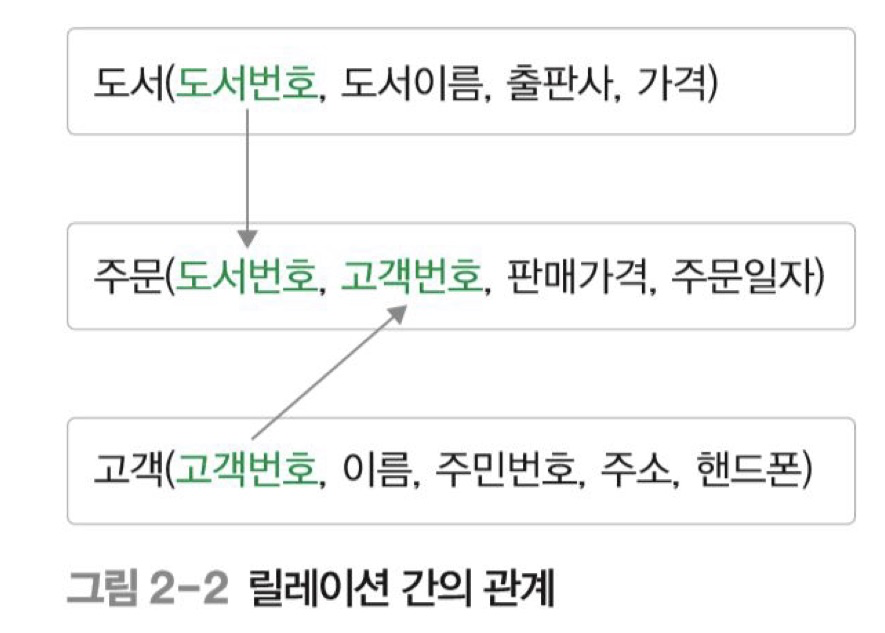 도서(도서번호, 도서이름, 출판사, 가격)
주문(도서번호, 고객번호, 판매가격, 주문일자)
고객(고객번호, 이름, 주민번호, 주소, 핸드폰)
그림 2-2 릴레이션 간의 관계